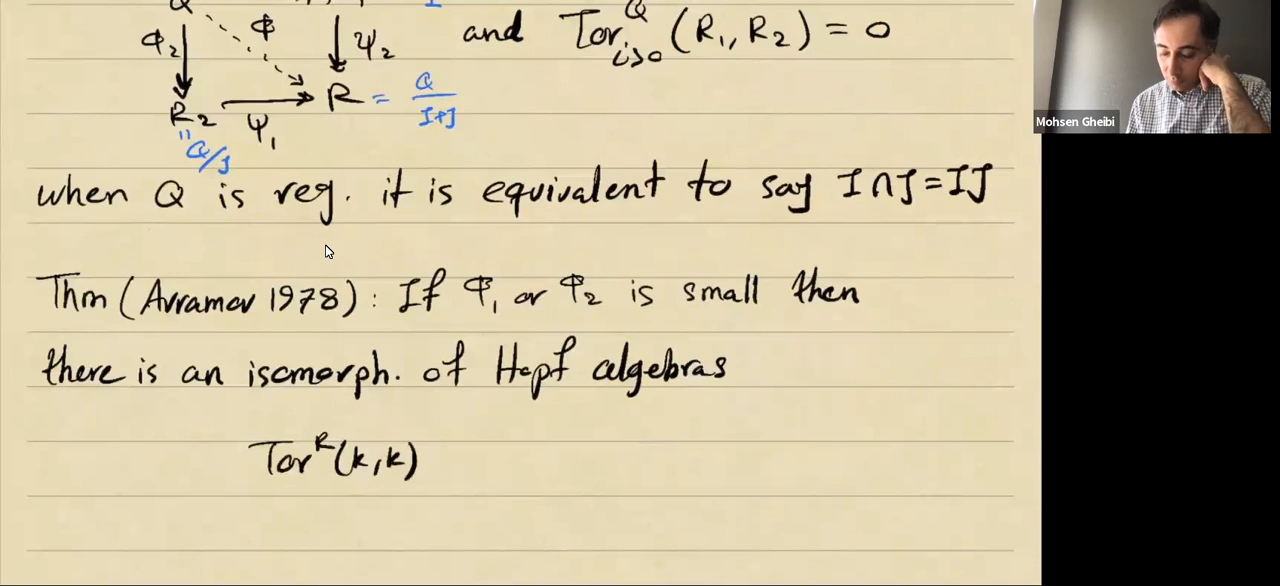 Φ₂ Φ ψ₂ and Tor^Q_{i>0} (R₁, R₂) = 0
R₂ → R = Q/(I+J)
ψ₁
" Q/J
when Q is reg. it is equivalent to say I∩J = IJ
Thm (Avramov 1978) : If Φ₁ or Φ₂ is small then
there is an isomorph. of Hopf algebras
Tor^R (k, k)
Mohsen Gheibi